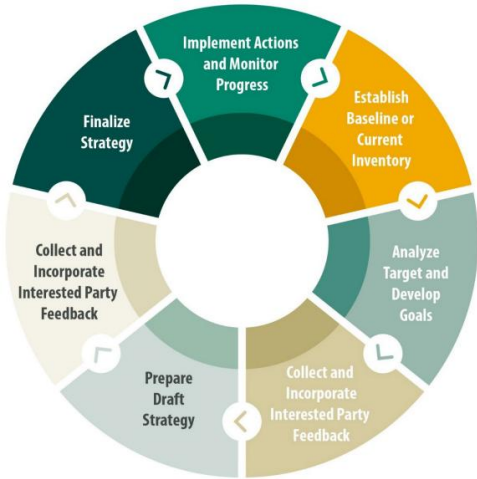 Implement Actions
and Monitor
Progress
Establish
Baseline or
Current
Inventory
Analyze
Target and
Develop
Goals
Collect and
Incorporate
Interested Party
Feedback
Prepare
Draft
Strategy
Collect and
Incorporate
Interested Party
Feedback
Finalize
Strategy